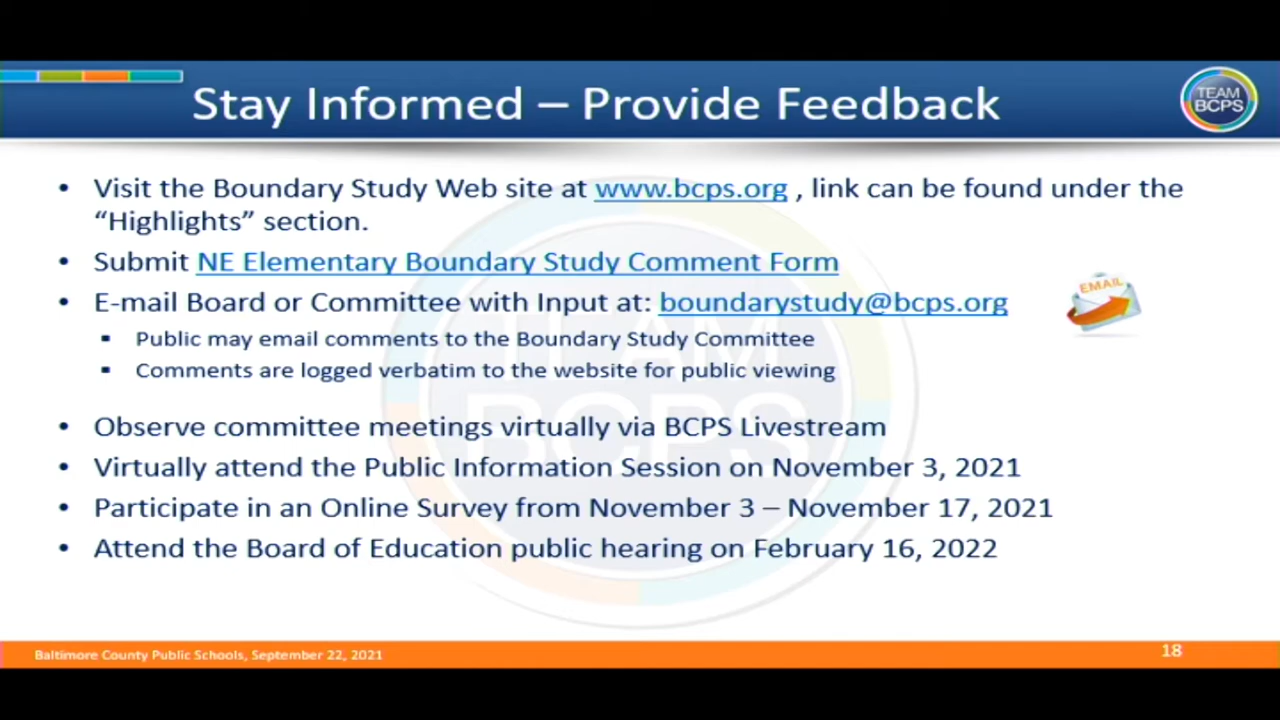 Stay Informed – Provide Feedback
TEAM
BCPS
• Visit the Boundary Study Web site at www.bcps.org , link can be found under the
“Highlights” section.
• Submit NE Elementary Boundary Study Comment Form
• E-mail Board or Committee with Input at: boundarystudy@bcps.org
EMAIL
▪ Public may email comments to the Boundary Study Committee
▪ Comments are logged verbatim to the website for public viewing
TEAM
BCPS
• Observe committee meetings virtually via BCPS Livestream
• Virtually attend the Public Information Session on November 3, 2021
• Participate in an Online Survey from November 3 – November 17, 2021
• Attend the Board of Education public hearing on February 16, 2022
Baltimore County Public Schools, September 22, 2021
18